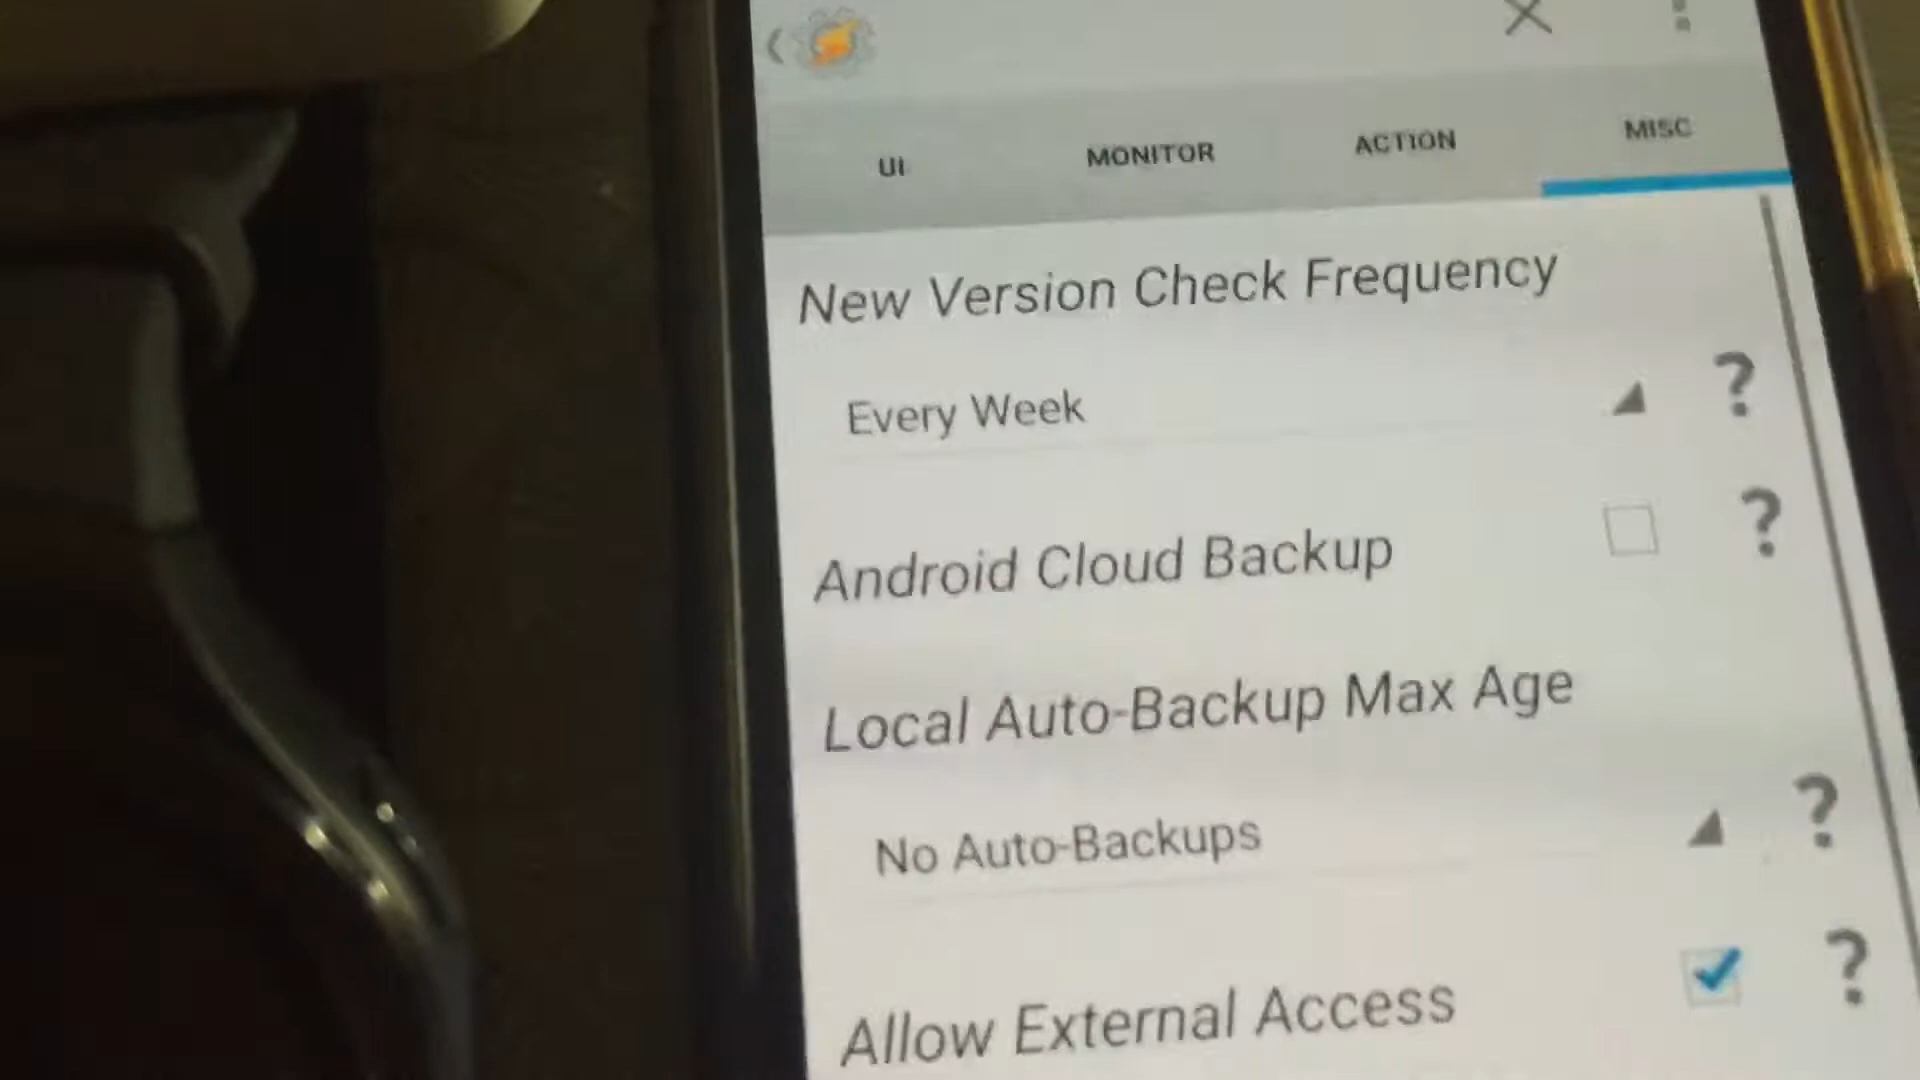 UI MONITOR ACTION MISC
New Version Check Frequency
Every Week
?
Android Cloud Backup
?
Local Auto-Backup Max Age
No Auto-Backups
?
Allow External Access
?